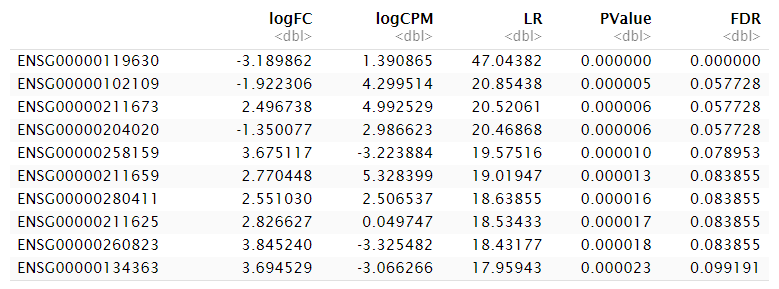 logFC logCPM LR PValue FDR
<dbl> <dbl> <dbl> <dbl> <dbl>
ENSG00000119630 -3.189862 1.390865 47.04382 0.000000 0.000000
ENSG00000102109 -1.922306 4.299514 20.85438 0.000005 0.057728
ENSG00000211673 2.496738 4.992529 20.52061 0.000006 0.057728
ENSG00000204020 -1.350077 2.986623 20.46868 0.000006 0.057728
ENSG00000258159 3.675117 -3.223884 19.57516 0.000010 0.078953
ENSG00000211659 2.770448 5.328399 19.01947 0.000013 0.083855
ENSG00000280411 2.551030 2.506537 18.63855 0.000016 0.083855
ENSG00000211625 2.826627 0.049747 18.53433 0.000017 0.083855
ENSG00000260823 3.845240 -3.325482 18.43177 0.000018 0.083855
ENSG00000134363 3.694529 -3.066266 17.95943 0.000023 0.099191